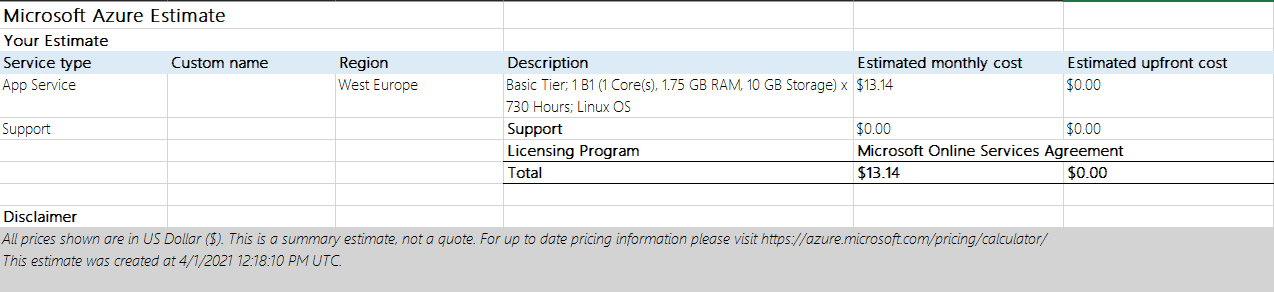 Microsoft Azure Estimate
Your Estimate
Service type Custom name Region Description Estimated monthly cost Estimated upfront cost
App Service West Europe Basic Tier; 1 B1 (1 Core(s), 1.75 GB RAM, 10 GB Storage) x $13.14 $0.00
730 Hours; Linux OS
Support Support $0.00 $0.00
Licensing Program Microsoft Online Services Agreement
Total $13.14 $0.00
Disclaimer
All prices shown are in US Dollar ($). This is a summary estimate, not a quote. For up to date pricing information please visit https://azure.microsoft.com/pricing/calculator/
This estimate was created at 4/1/2021 12:18:10 PM UTC.